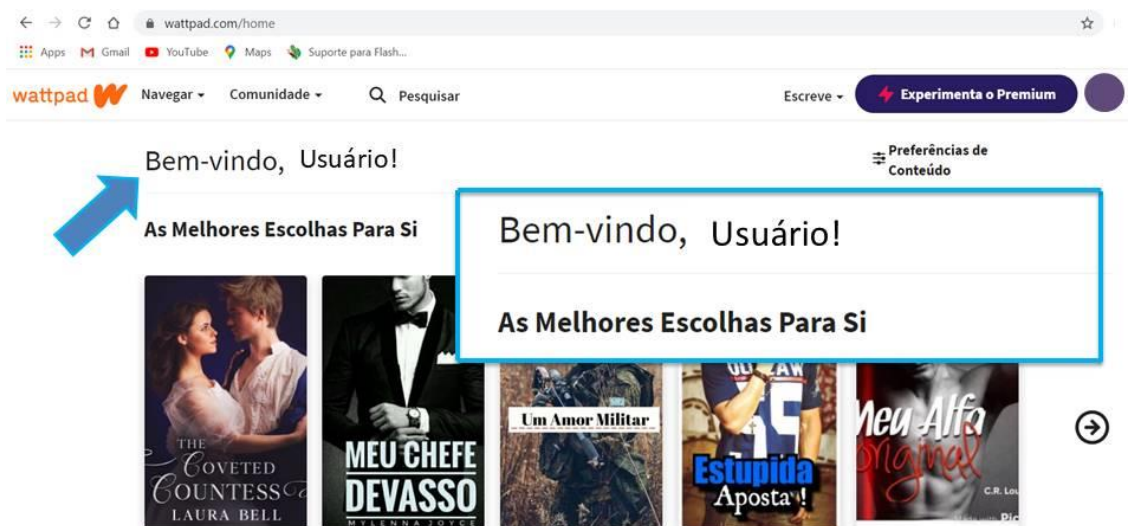 wattpad.com/home
Apps Gmail YouTube Maps Suporte para Flash...
wattpad Navegar Comunidade Pesquisar Escreve Experimenta o Premium
Bem-vindo, Usuário!
Preferências de
Conteúdo
As Melhores Escolhas Para Si
Bem-vindo, Usuário!
As Melhores Escolhas Para Si
THE
COVETED
COUNTESS
LAURA BELL
MEU CHEFE
DEVASSO
MYLENNA JOYCE
Um Amor Militar
Estupida
Aposta !
Meu Alfa
original
C.R. Lou